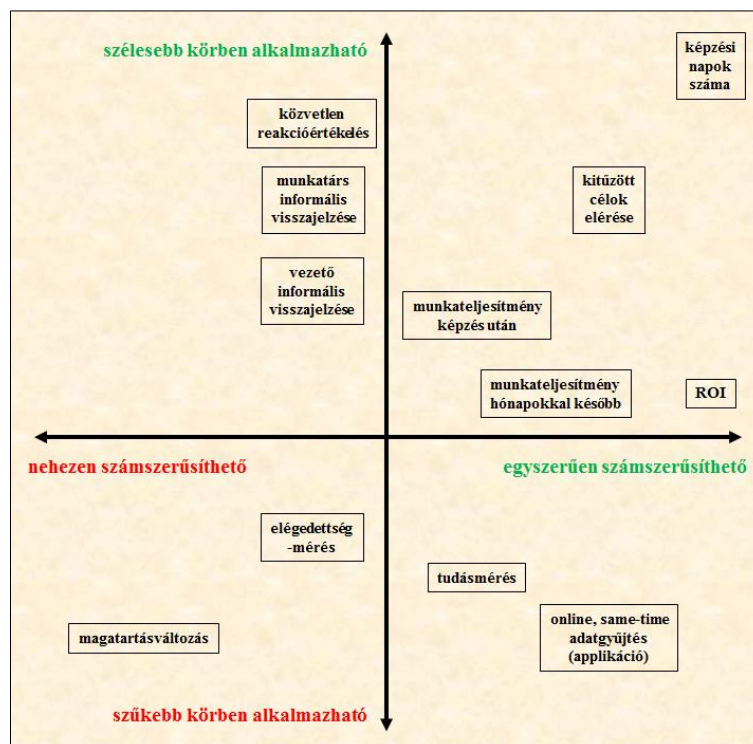 szélesebb körben alkalmazható
képzési
napok
száma
közvetlen
reakcióértékelés
munkatárs
informális
visszajelzése
kitűzött
célok
elérése
vezető
informális
visszajelzése
munkateljesítmény
képzés után
munkateljesítmény
hónapokkal később
ROI
nehezen számszerűsíthető
egyszerűen számszerűsíthető
elégedettség
-mérés
tudásmérés
magatartásváltozás
online, same-time
adatgyűjtés
(applikáció)
szűkebb körben alkalmazható